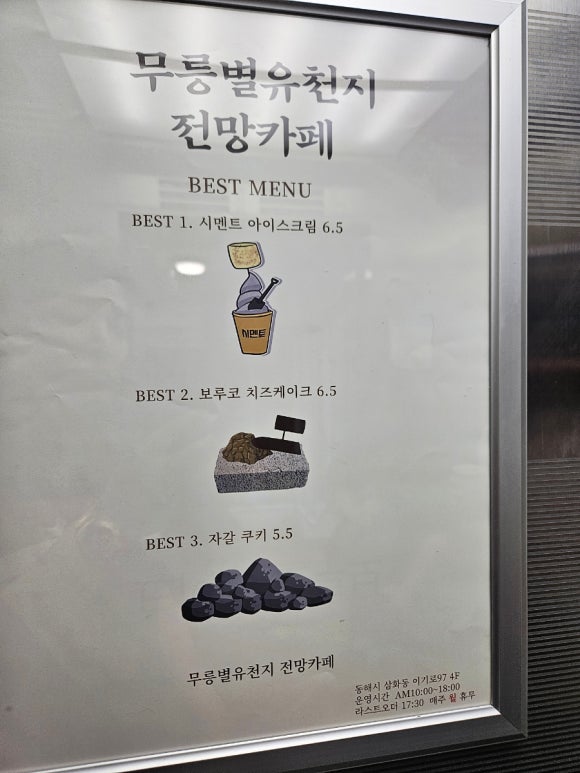 무릉별유천지
전망카페
BEST MENU
BEST 1. 시멘트 아이스크림 6.5
시멘트
BEST 2. 보루코 치즈케이크 6.5
BEST 3. 자갈 쿠키 5.5
무릉별유천지 전망카페
동해시 삼화동 이기로97 4F
운영시간 AM10:00~18:00
라스트오더 17:30 매주 월 휴무